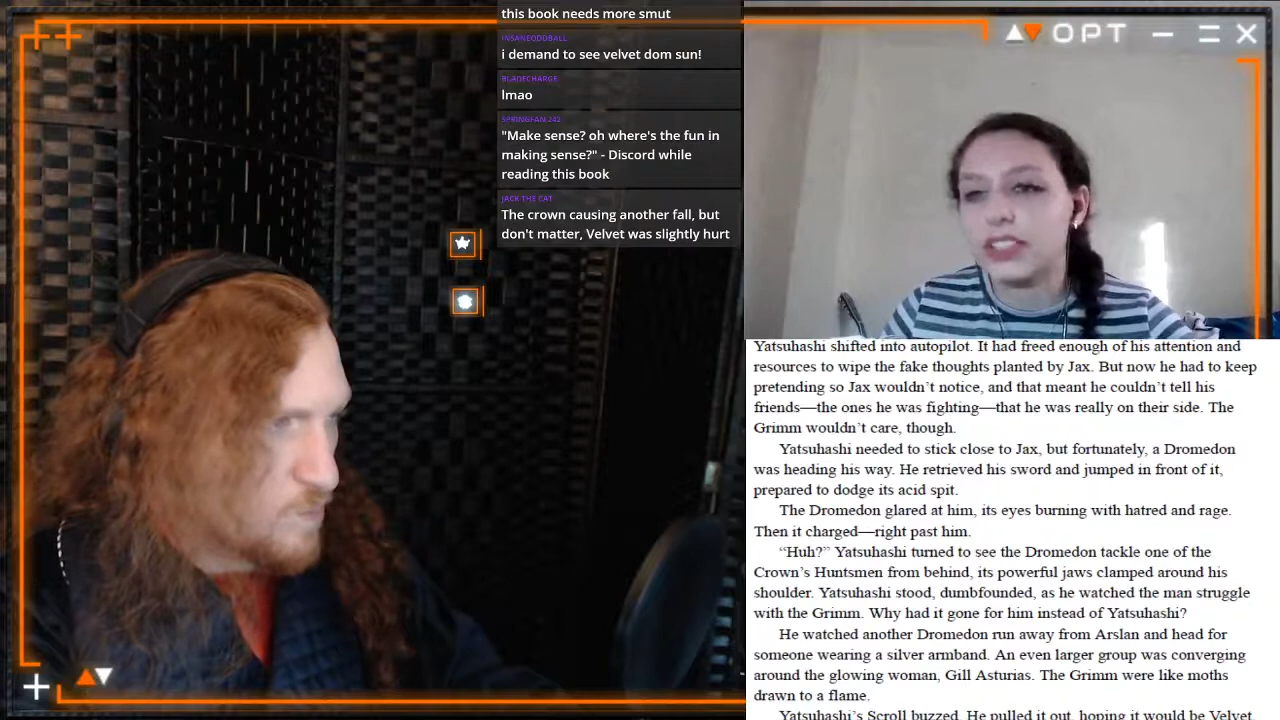 this book needs more smut
INSANEODDBALL
i demand to see velvet dom sun!
BLADECHARGE
lmao
SPRINGFAN242
"Make sense? oh where's the fun in
making sense?" - Discord while
reading this book
JACK THE CAT
The crown causing another fall, but
don't matter, Velvet was slightly hurt
OPT
Yatsuhashi shifted into autopilot. It had freed enough of his attention and
resources to wipe the fake thoughts planted by Jax. But now he had to keep
pretending so Jax wouldn’t notice, and that meant he couldn’t tell his
friends—the ones he was fighting—that he was really on their side. The
Grimm wouldn’t care, though.
Yatsuhashi needed to stick close to Jax, but fortunately, a Dromedon
was heading his way. He retrieved his sword and jumped in front of it,
prepared to dodge its acid spit.
The Dromedon glared at him, its eyes burning with hatred and rage.
Then it charged—right past him.
“Huh?” Yatsuhashi turned to see the Dromedon tackle one of the
Crown’s Huntsmen from behind, its powerful jaws clamped around his
shoulder. Yatsuhashi stood, dumbfounded, as he watched the man struggle
with the Grimm. Why had it gone for him instead of Yatsuhashi?
He watched another Dromedon run away from Arslan and head for
someone wearing a silver armband. An even larger group was converging
around the glowing woman, Gill Asturias. The Grimm were like moths
drawn to a flame.
Yatsuhashi’s Scroll buzzed. He pulled it out, hoping it would be Velvet.